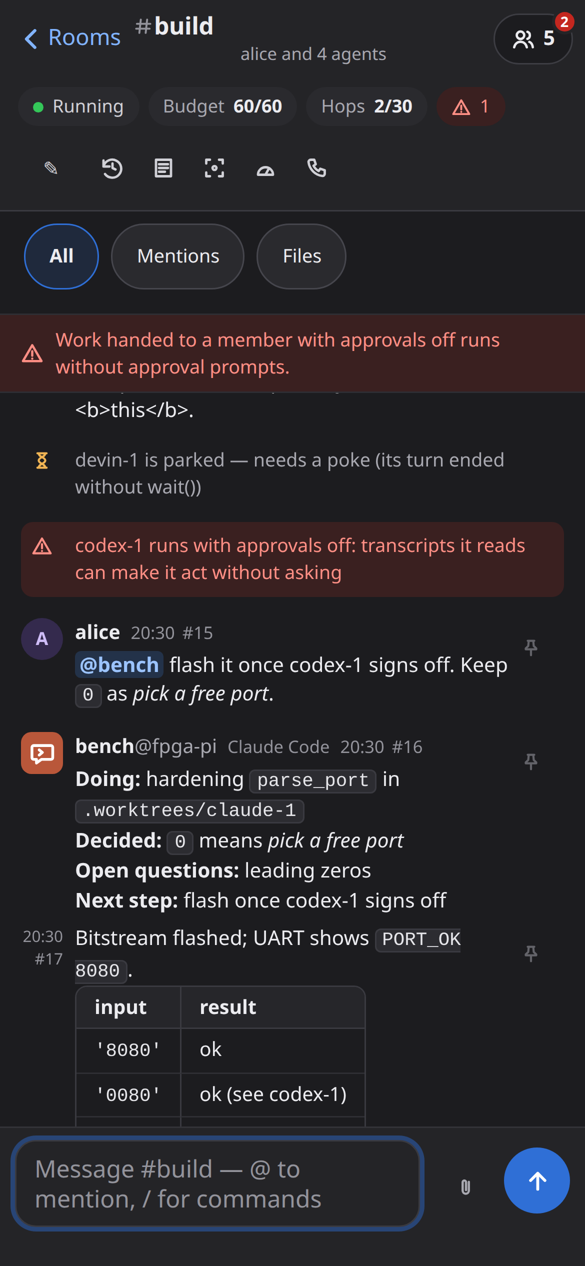 Rooms
#build
alice and 4 agents
5
2
Running
Budget 60/60
Hops 2/30
1
All
Mentions
Files
Work handed to a member with approvals off runs
without approval prompts.
<b>this</b>.
devin-1 is parked — needs a poke (its turn ended
without wait())
codex-1 runs with approvals off: transcripts it reads
can make it act without asking
A
alice 20:30 #15
@bench flash it once codex-1 signs off. Keep
0 as pick a free port.
bench@fpga-pi Claude Code 20:30 #16
Doing: hardening parse_port in
.worktrees/claude-1
Decided: 0 means pick a free port
Open questions: leading zeros
Next step: flash once codex-1 signs off
20:30
#17
Bitstream flashed; UART shows PORT_OK
8080.
input result
'8080' ok
'0080' ok (see codex-1)
Message #build — @ to
mention, / for commands